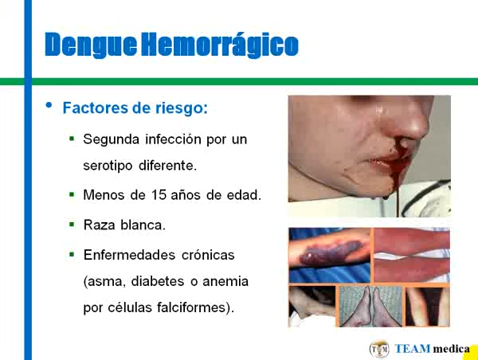 Dengue Hemorrágico
• Factores de riesgo:
▪ Segunda infección por un
serotipo diferente.
▪ Menos de 15 años de edad.
▪ Raza blanca.
▪ Enfermedades crónicas
(asma, diabetes o anemia
por células falciformes).
TEAM medica